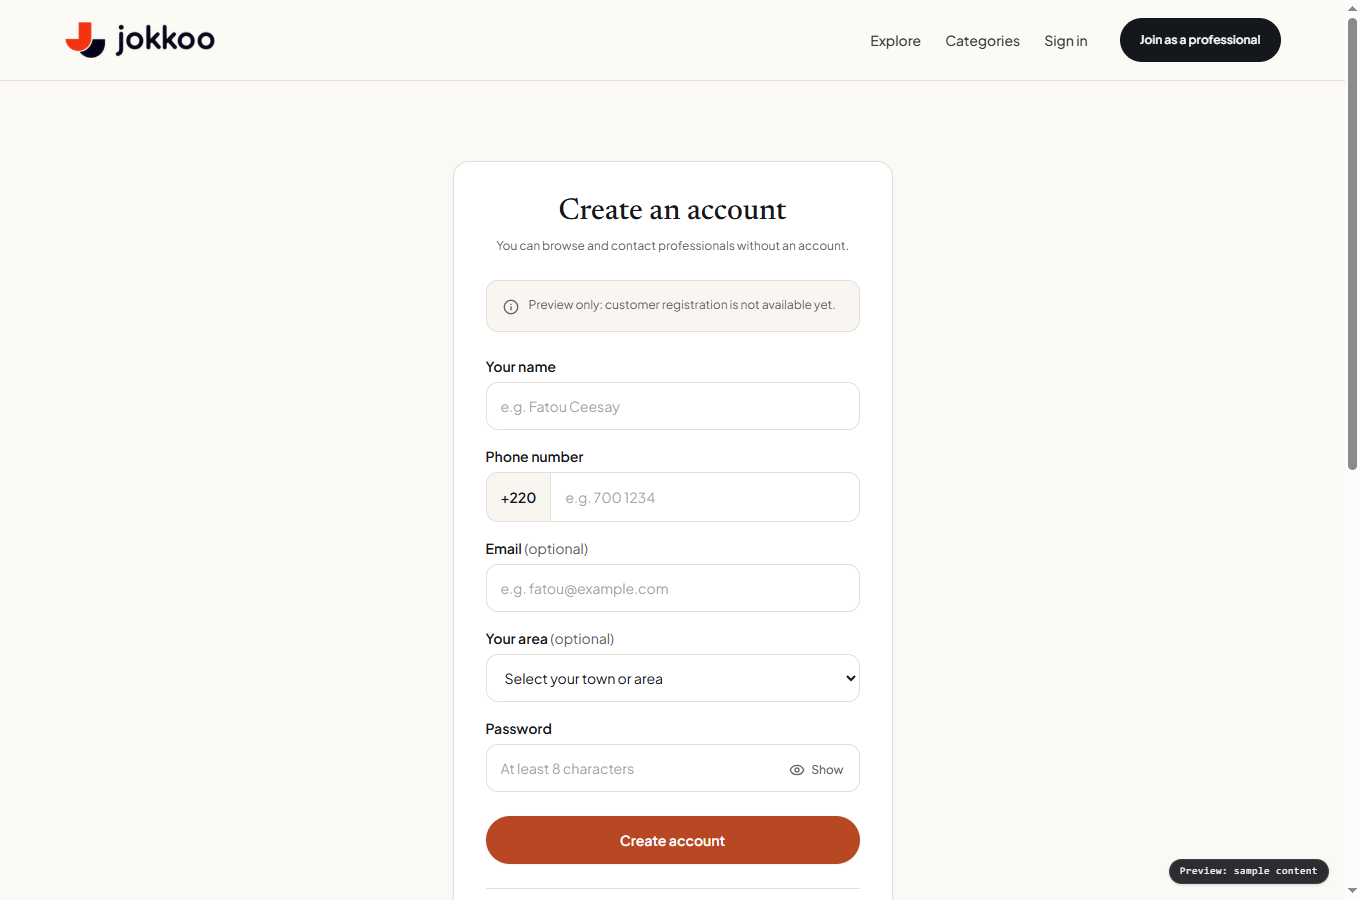 jokkoo
Explore
Categories
Sign in
Join as a professional
Create an account
You can browse and contact professionals without an account.
Preview only: customer registration is not available yet.
Your name
e.g. Fatou Ceesay
Phone number
+220
e.g. 700 1234
Email (optional)
e.g. fatou@example.com
Your area (optional)
Select your town or area
Password
At least 8 characters
Show
Create account
Preview: sample content